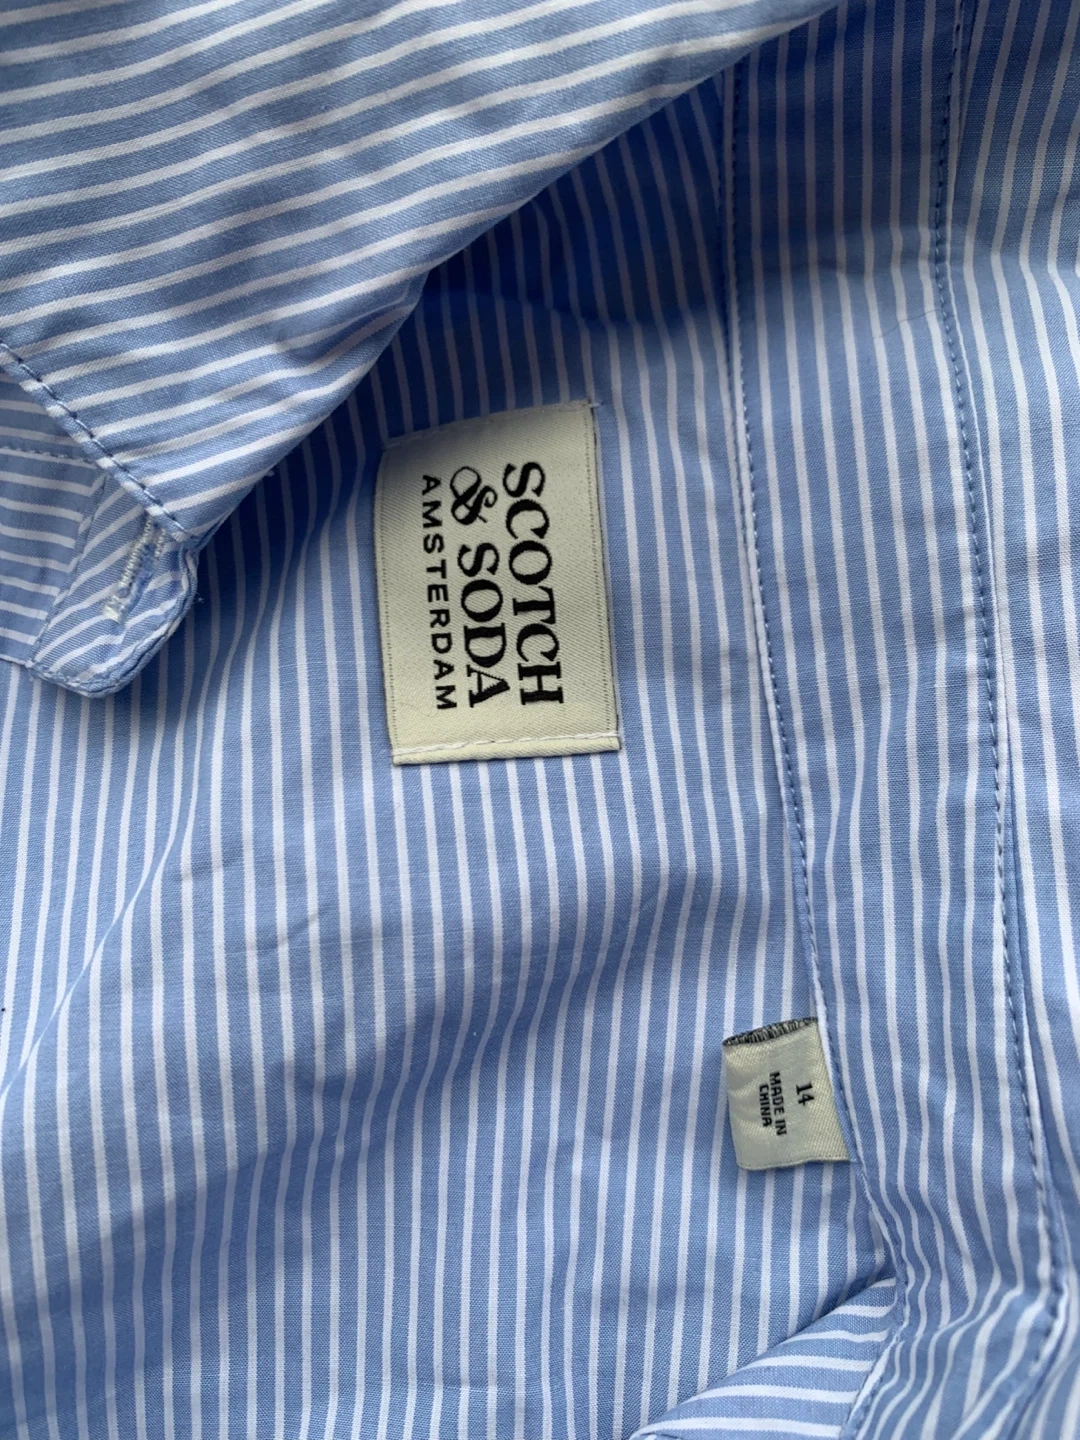 SCOTCH
& SODA
AMSTERDAM
14
MADE IN
CHINA